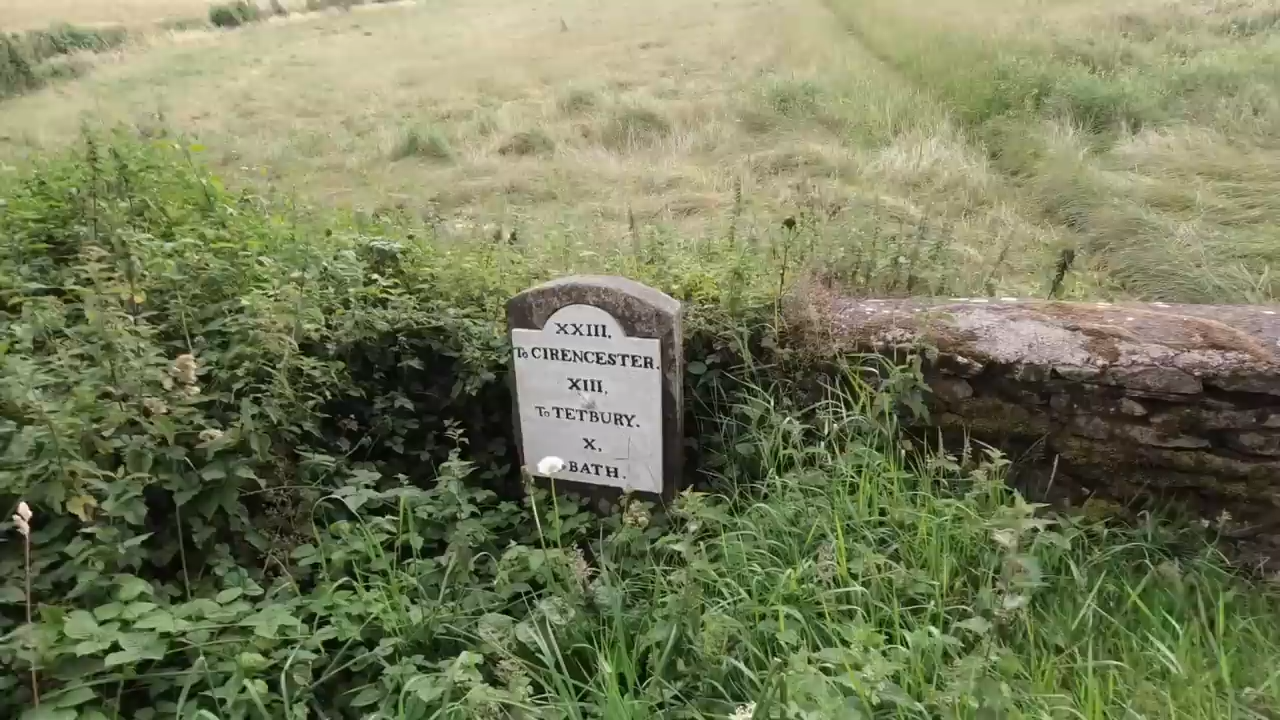 XXIII.
To CIRENCESTER.
XIII,
To TETBURY.
X,
BATH.